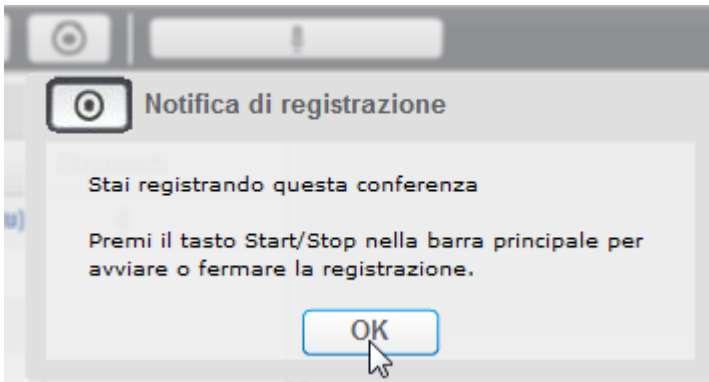 Notifica di registrazione
Stai registrando questa conferenza
Premi il tasto Start/Stop nella barra principale per
avviare o fermare la registrazione.
OK